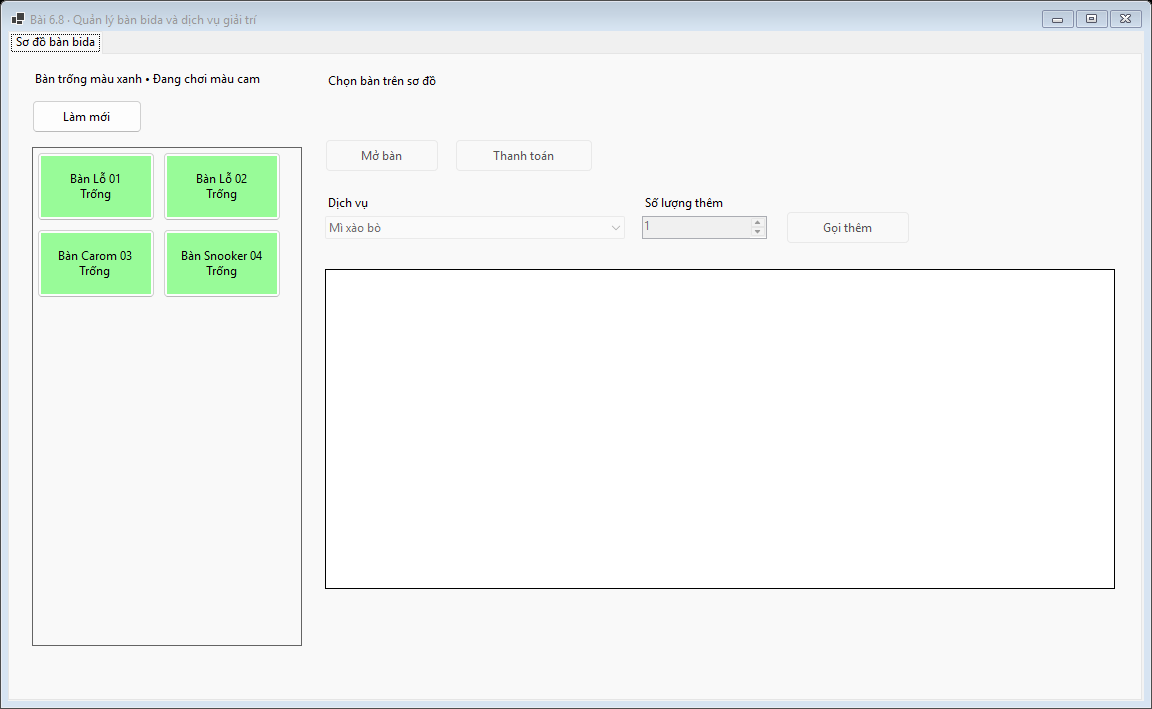 Bài 6.8 · Quản lý bàn bida và dịch vụ giải trí
Sơ đồ bàn bida
Bàn trống màu xanh • Đang chơi màu cam
Chọn bàn trên sơ đồ
Làm mới
Mở bàn
Thanh toán
Bàn Lỗ 01
Trống
Bàn Lỗ 02
Trống
Dịch vụ
Số lượng thêm
Mì xào bò
1
Gọi thêm
Bàn Carom 03
Trống
Bàn Snooker 04
Trống